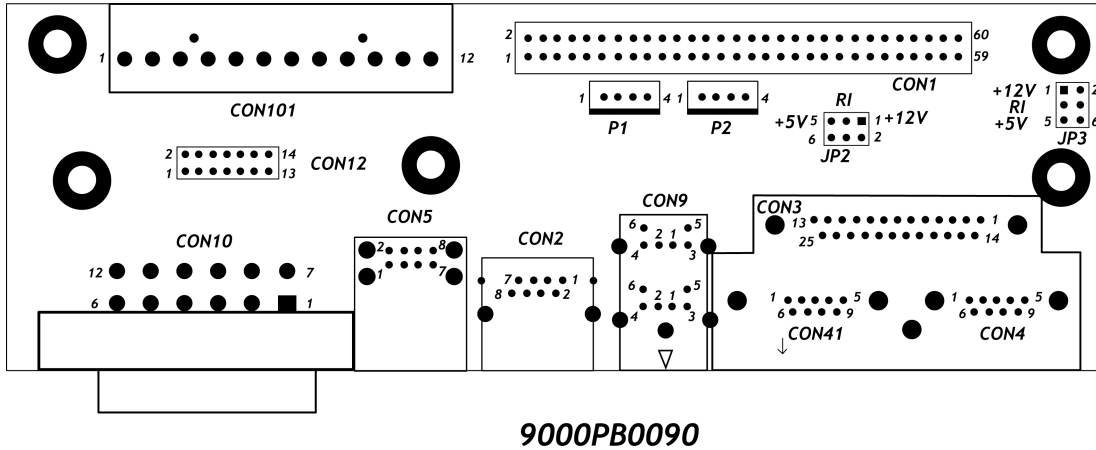 2 60
1 12 1 59
CON101 CON1
1 4 1 4
P1 P2
+12V 1 2
RI
+5V 5 6
JP3
RI
+5V 5 1 +12V
6 2
JP2
2 14
1 13
CON12
CON10
12 7
6 1
CON5
2 8
1 7
CON2
7 1
8 2
CON9
6 5
2 1
4 3
6 5
2 1
4 3
CON3
13 1
25 14
1 5
6 9
CON41
1 5
6 9
CON4
9000PB0090